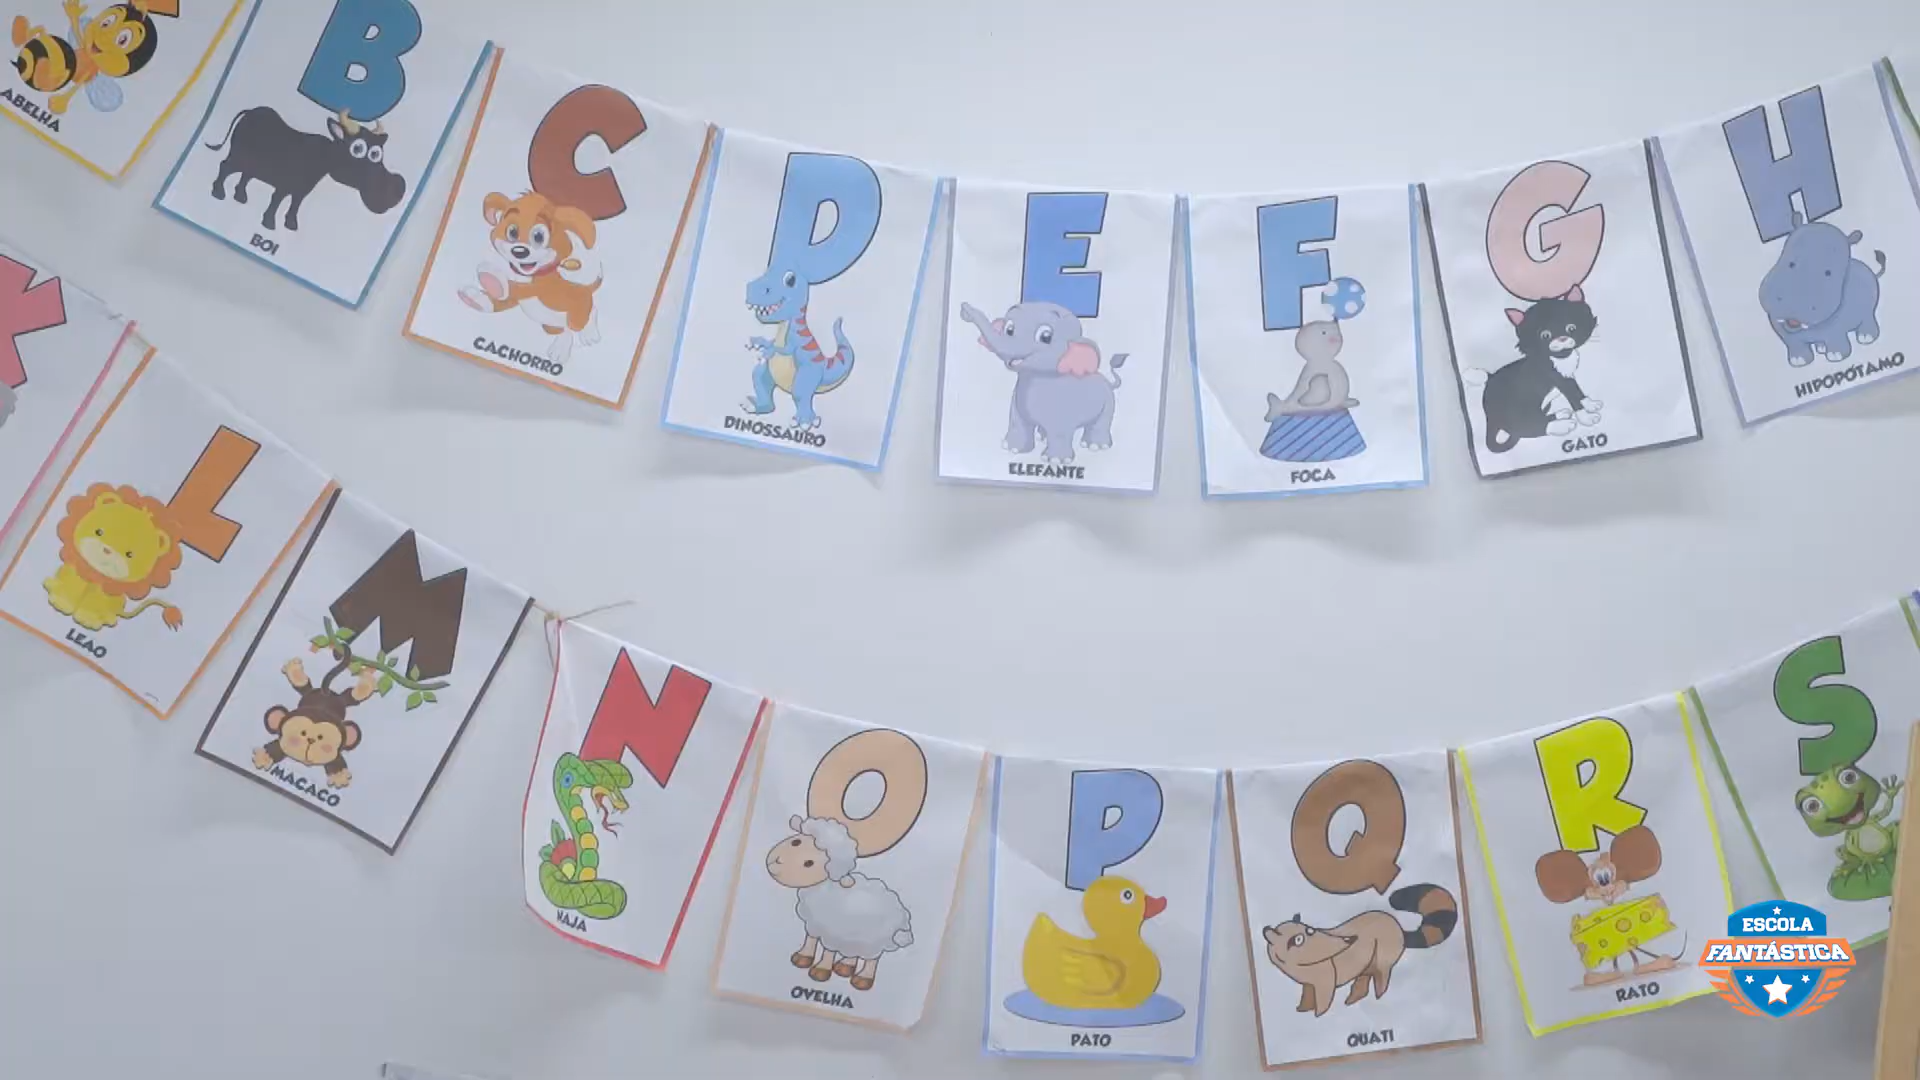 ABELHA
B
BOI
C
CACHORRO
D
DINOSSAURO
E
ELEFANTE
F
FOCA
G
GATO
H
HIPOPÓTAMO
K
L
LEAO
M
MACACO
N
NAJA
O
OVELHA
P
PATO
Q
QUATI
R
RATO
S
ESCOLA
FANTÁSTICA